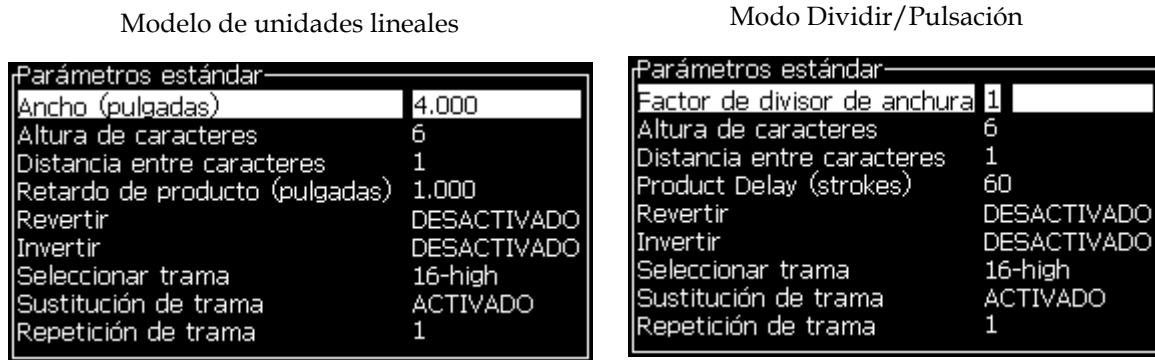 Modelo de unidades lineales
Parámetros estándar
Ancho (pulgadas) 4.000
Altura de caracteres 6
Distancia entre caracteres 1
Retardo de producto (pulgadas) 1.000
Revertir DESACTIVADO
Invertir DESACTIVADO
Seleccionar trama 16-high
Sustitución de trama ACTIVADO
Repetición de trama 1
Modo Dividir/Pulsación
Parámetros estándar
Factor de divisor de anchura 1
Altura de caracteres 6
Distancia entre caracteres 1
Product Delay (strokes) 60
Revertir DESACTIVADO
Invertir DESACTIVADO
Seleccionar trama 16-high
Sustitución de trama ACTIVADO
Repetición de trama 1